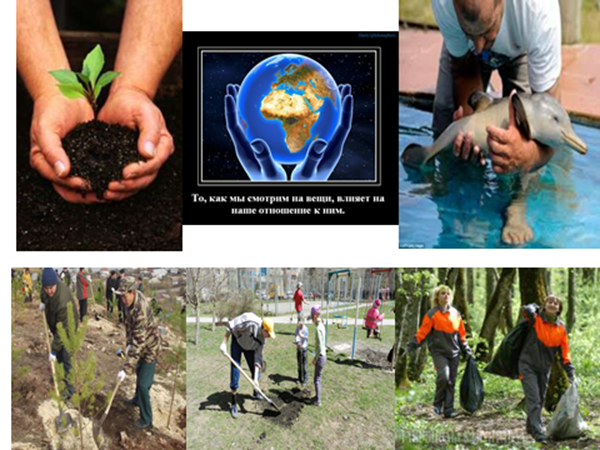 То, как мы смотрим на вещи, влияет на
наше отношение к ним.